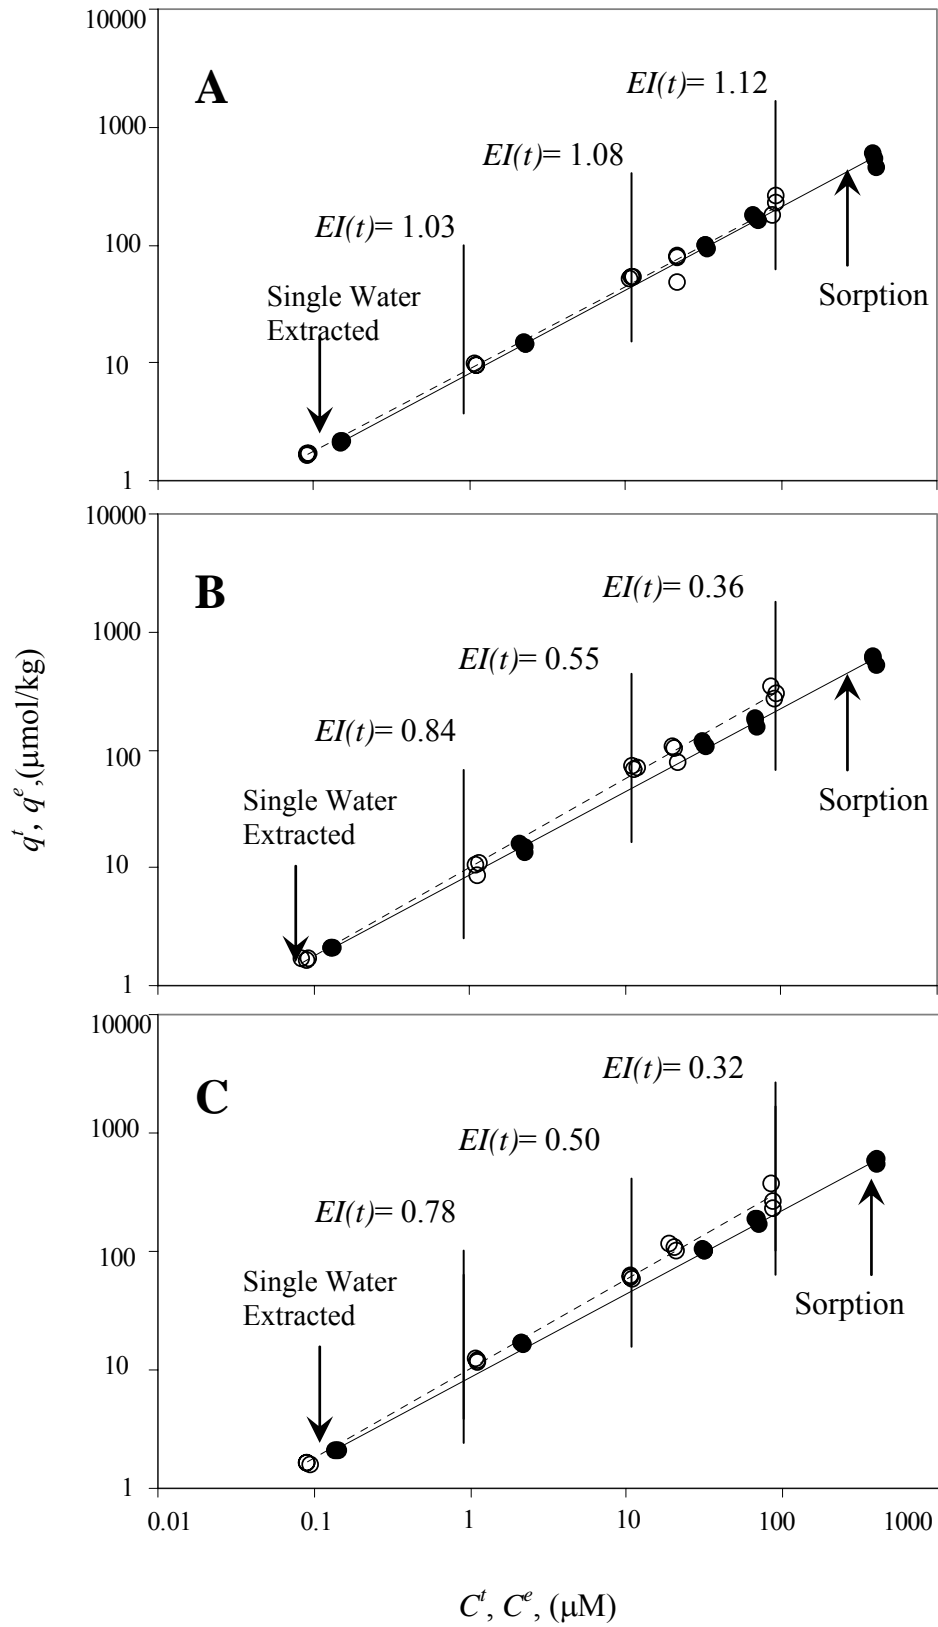 10000
A
EI(t)= 1.12
1000
EI(t)= 1.08
EI(t)= 1.03
100
Single Water
Extracted
Sorption
10
1
10000
B
EI(t)= 0.36
1000
EI(t)= 0.55
EI(t)= 0.84
100
Single Water
Extracted
Sorption
10
1
q^t, q^e,(µmol/kg)
10000
C
EI(t)= 0.32
1000
EI(t)= 0.50
EI(t)= 0.78
100
Single Water
Extracted
Sorption
10
1
0.01 0.1 1 10 100 1000
C^t, C^e, (µM)